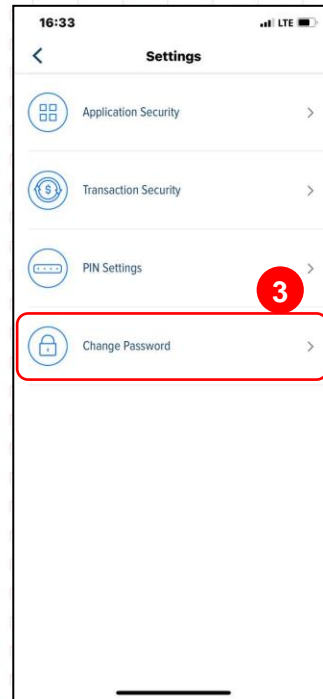 16:33 LTE
Settings
Application Security
Transaction Security
PIN Settings
3
Change Password